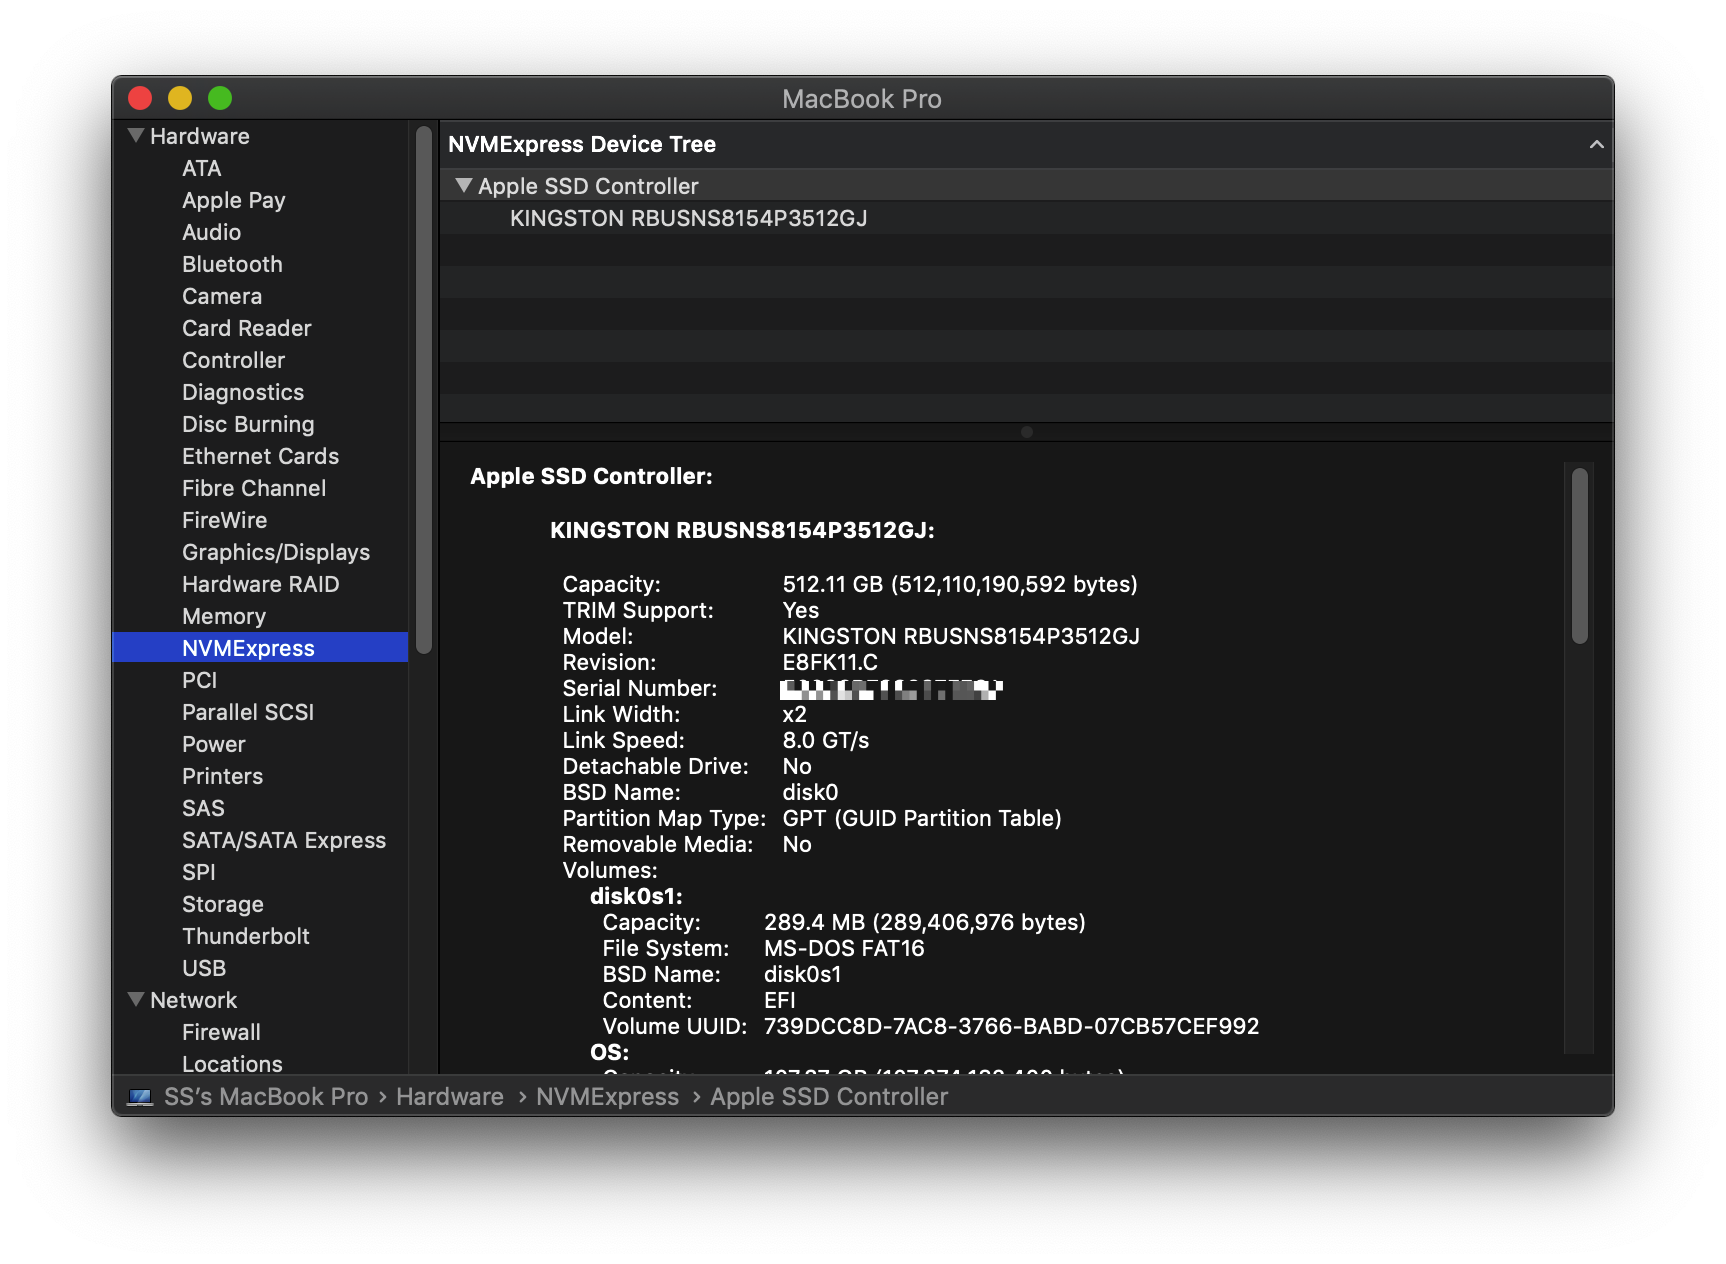 MacBook Pro
Hardware
ATA
Apple Pay
Audio
Bluetooth
Camera
Card Reader
Controller
Diagnostics
Disc Burning
Ethernet Cards
Fibre Channel
FireWire
Graphics/Displays
Hardware RAID
Memory
NVMExpress
PCI
Parallel SCSI
Power
Printers
SAS
SATA/SATA Express
SPI
Storage
Thunderbolt
USB
Network
Firewall
Locations
NVMExpress Device Tree
Apple SSD Controller
KINGSTON RBUSNS8154P3512GJ
Apple SSD Controller:
KINGSTON RBUSNS8154P3512GJ:
Capacity: 512.11 GB (512,110,190,592 bytes)
TRIM Support: Yes
Model: KINGSTON RBUSNS8154P3512GJ
Revision: E8FK11.C
Serial Number:
Link Width: x2
Link Speed: 8.0 GT/s
Detachable Drive: No
BSD Name: disk0
Partition Map Type: GPT (GUID Partition Table)
Removable Media: No
Volumes:
disk0s1:
Capacity: 289.4 MB (289,406,976 bytes)
File System: MS-DOS FAT16
BSD Name: disk0s1
Content: EFI
Volume UUID: 739DCC8D-7AC8-3766-BABD-07CB57CEF992
OS:
SS's MacBook Pro › Hardware › NVMExpress › Apple SSD Controller